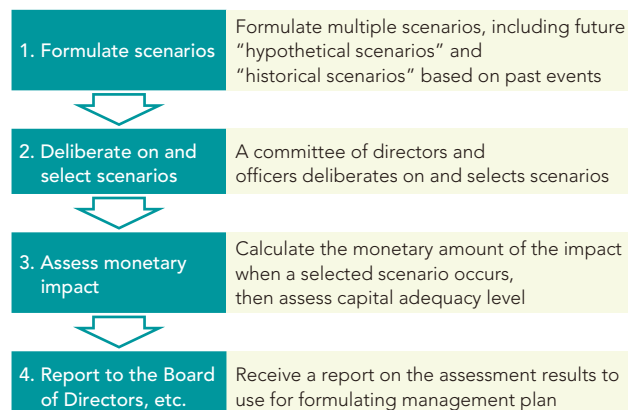 1. Formulate scenarios
Formulate multiple scenarios, including future
“hypothetical scenarios” and
“historical scenarios” based on past events
2. Deliberate on and
select scenarios
A committee of directors and
officers deliberates on and selects scenarios
3. Assess monetary
impact
Calculate the monetary amount of the impact
when a selected scenario occurs,
then assess capital adequacy level
4. Report to the Board
of Directors, etc.
Receive a report on the assessment results to
use for formulating management plan